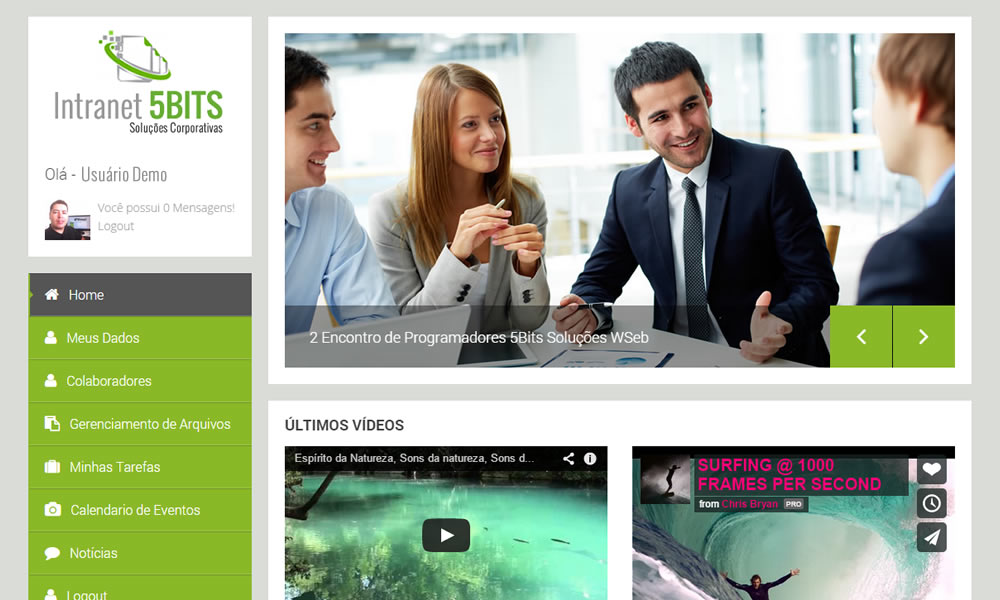 Intranet 5BITS
Soluções Corporativas
Olá - Usuário Demo
Você possui 0 Mensagens!
Logout
Home
Meus Dados
Colaboradores
Gerenciamento de Arquivos
Minhas Tarefas
Calendario de Eventos
Notícias
Logout
2 Encontro de Programadores 5Bits Soluções WSeb
ÚLTIMOS VÍDEOS
Espírito da Natureza, Sons da natureza, Sons d...
SURFING @ 1000
FRAMES PER SECOND
from Chris Bryan PRO